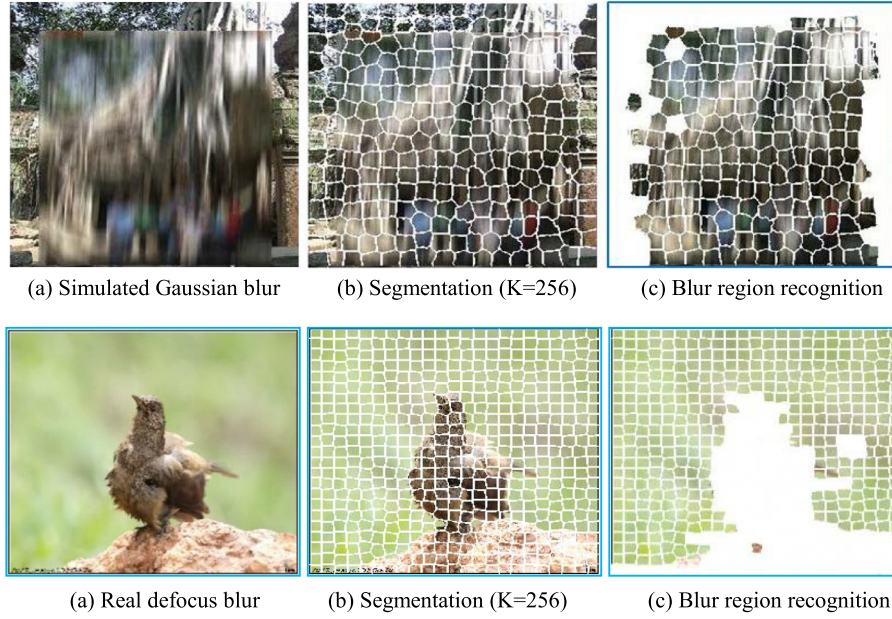 (a) Simulated Gaussian blur (b) Segmentation (K=256) (c) Blur region recognition
(a) Real defocus blur (b) Segmentation (K=256) (c) Blur region recognition